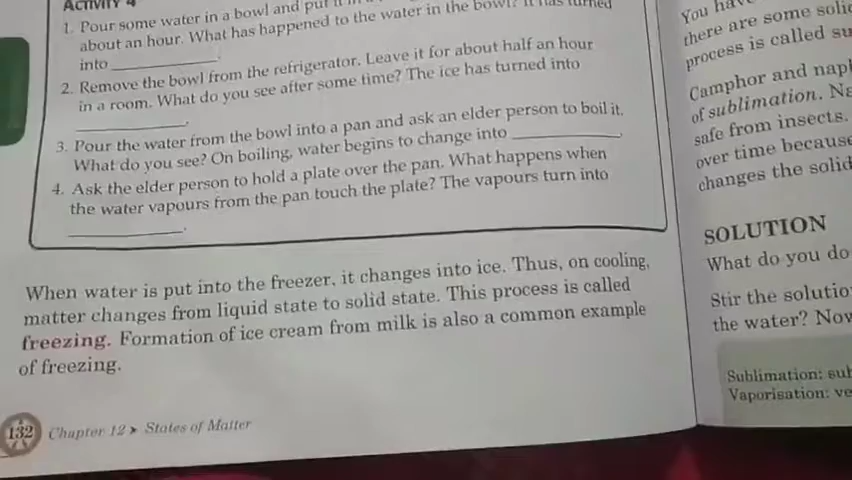 ACTIVITY 4
1. Pour some water in a bowl and put it in
about an hour. What has happened to the water in the bowl? It has turned
into ____________.
2. Remove the bowl from the refrigerator. Leave it for about half an hour
in a room. What do you see after some time? The ice has turned into
____________.
3. Pour the water from the bowl into a pan and ask an elder person to boil it.
What do you see? On boiling, water begins to change into ____________.
4. Ask the elder person to hold a plate over the pan. What happens when
the water vapours from the pan touch the plate? The vapours turn into
____________.
When water is put into the freezer, it changes into ice. Thus, on cooling,
matter changes from liquid state to solid state. This process is called
freezing. Formation of ice cream from milk is also a common example
of freezing.
132 Chapter 12 ➤ States of Matter
You have
there are some solid
process is called su
Camphor and naph
of sublimation. Na
safe from insects.
over time because
changes the solid
SOLUTION
What do you do
Stir the solutio
the water? Now
Sublimation: sub
Vaporisation: ve